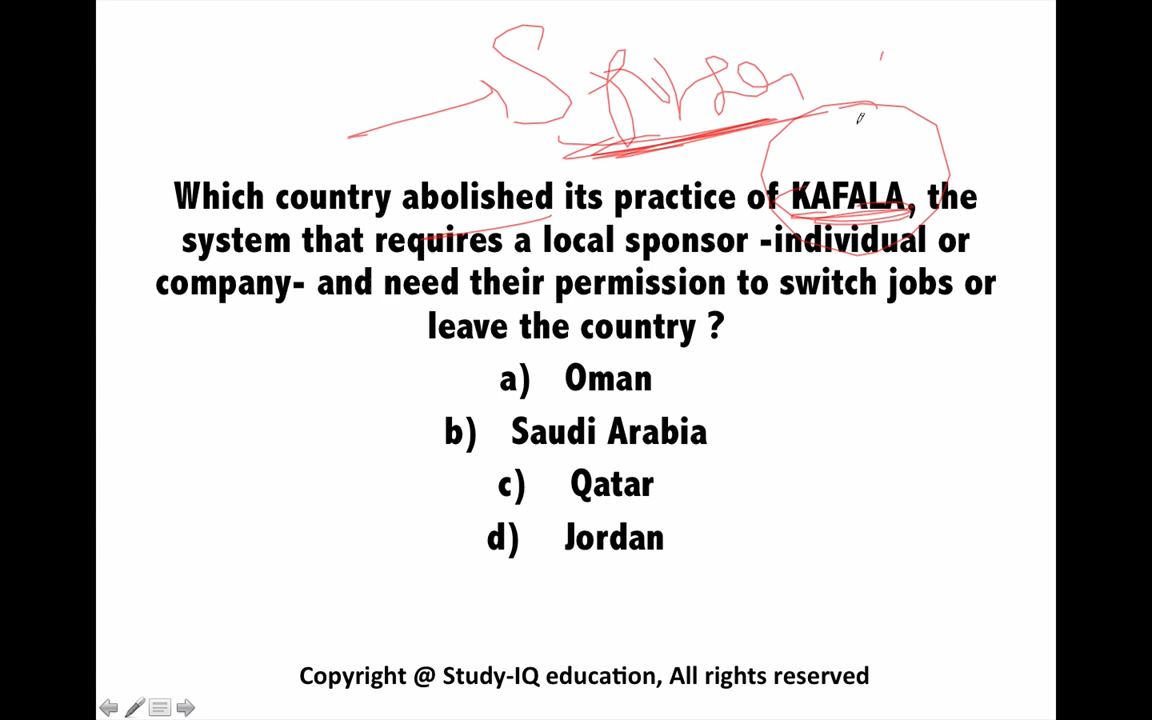 Which country abolished its practice of KAFALA, the
system that requires a local sponsor -individual or
company- and need their permission to switch jobs or
leave the country ?
a) Oman
b) Saudi Arabia
c) Qatar
d) Jordan
Copyright @ Study-IQ education, All rights reserved